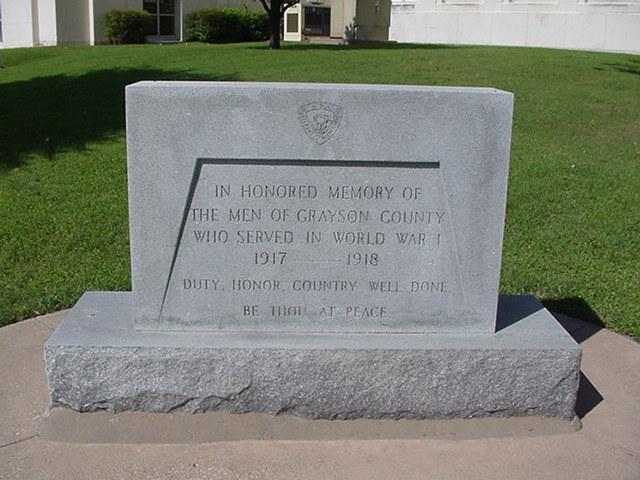 IN HONORED MEMORY OF
THE MEN OF GRAYSON COUNTY
WHO SERVED IN WORLD WAR I
1917 ——— 1918
DUTY, HONOR, COUNTRY WELL DONE,
BE THOU AT PEACE.